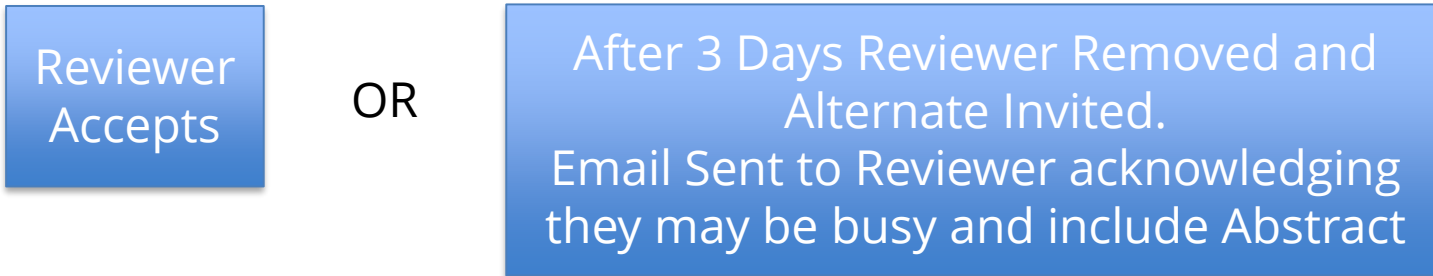 Reviewer
Accepts
OR
After 3 Days Reviewer Removed and
Alternate Invited.
Email Sent to Reviewer acknowledging
they may be busy and include Abstract